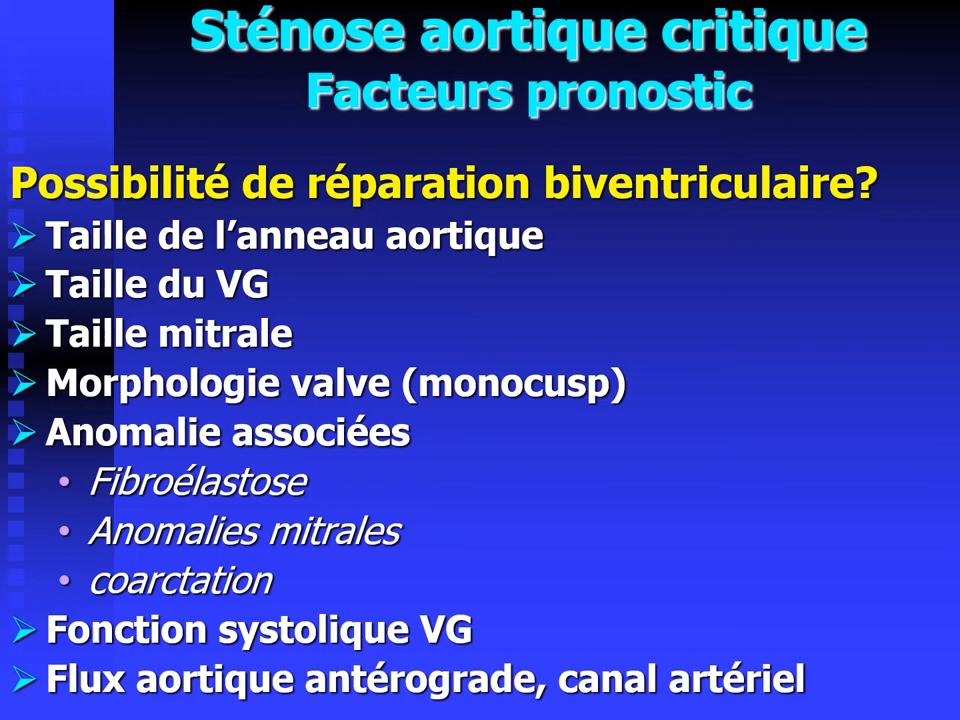 Sténose aortique critique
Facteurs pronostic
Possibilité de réparation biventriculaire?
Taille de l’anneau aortique
Taille du VG
Taille mitrale
Morphologie valve (monocusp)
Anomalie associées
Fibroélastose
Anomalies mitrales
coarctation
Fonction systolique VG
Flux aortique antérograde, canal artériel